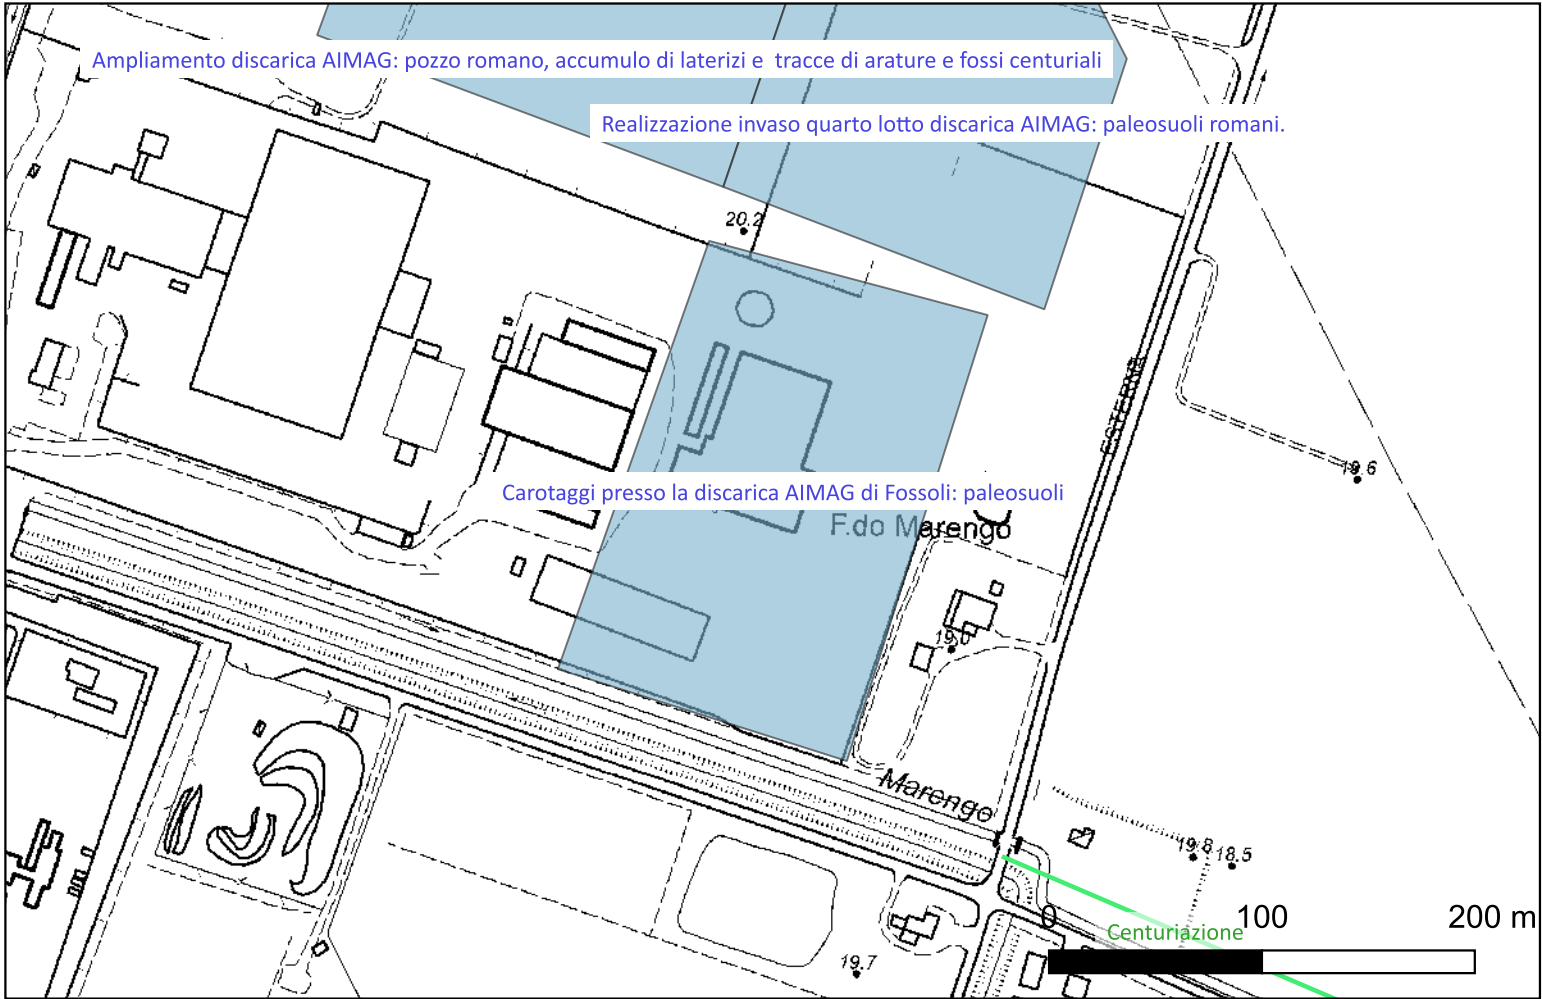 Ampliamento discarica AIMAG: pozzo romano, accumulo di laterizi e tracce di arature e fossi centuriali
Realizzazione invaso quarto lotto discarica AIMAG: paleosuoli romani.
20.2
ESTERNA
19.6
Carotaggi presso la discarica AIMAG di Fossoli: paleosuoli
F.do Marengo
19.0
Marengo
19.8
18.5
0 100 200 m
Centuriazione
19.7